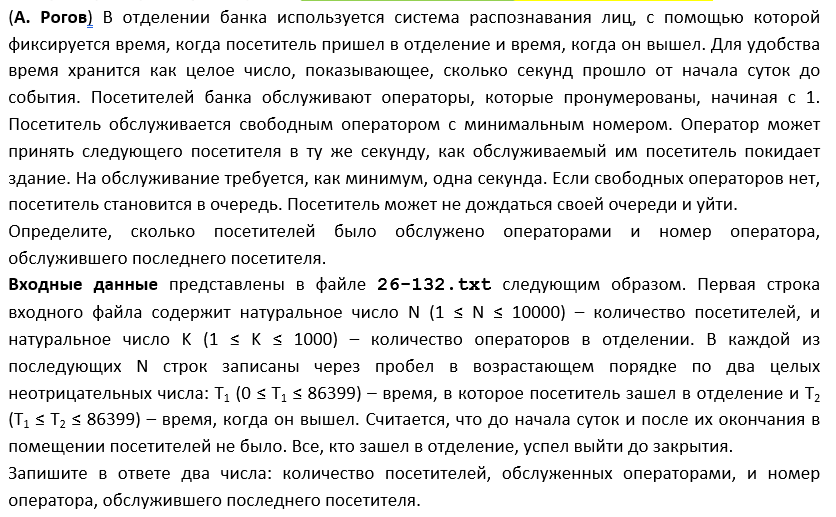 (А. Рогов) В отделении банка используется система распознавания лиц, с помощью которой
фиксируется время, когда посетитель пришел в отделение и время, когда он вышел. Для удобства
время хранится как целое число, показывающее, сколько секунд прошло от начала суток до
события. Посетителей банка обслуживают операторы, которые пронумерованы, начиная с 1.
Посетитель обслуживается свободным оператором с минимальным номером. Оператор может
принять следующего посетителя в ту же секунду, как обслуживаемый им посетитель покидает
здание. На обслуживание требуется, как минимум, одна секунда. Если свободных операторов нет,
посетитель становится в очередь. Посетитель может не дождаться своей очереди и уйти.
Определите, сколько посетителей было обслужено операторами и номер оператора,
обслужившего последнего посетителя.
Входные данные представлены в файле 26-132.txt следующим образом. Первая строка
входного файла содержит натуральное число N (1 ≤ N ≤ 10000) – количество посетителей, и
натуральное число K (1 ≤ K ≤ 1000) – количество операторов в отделении. В каждой из
последующих N строк записаны через пробел в возрастающем порядке по два целых
неотрицательных числа: T₁ (0 ≤ T₁ ≤ 86399) – время, в которое посетитель зашел в отделение и T₂
(T₁ ≤ T₂ ≤ 86399) – время, когда он вышел. Считается, что до начала суток и после их окончания в
помещении посетителей не было. Все, кто зашел в отделение, успел выйти до закрытия.
Запишите в ответе два числа: количество посетителей, обслуженных операторами, и номер
оператора, обслужившего последнего посетителя.